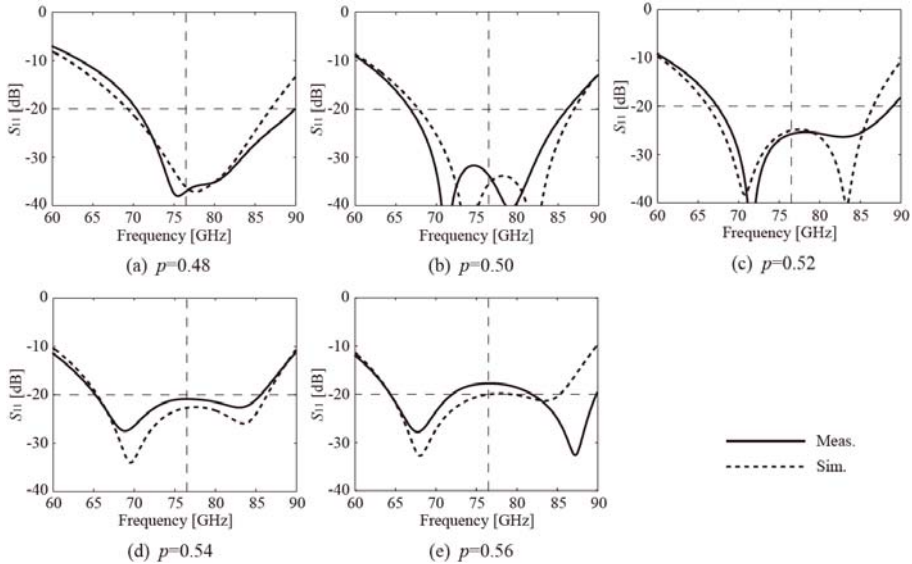 0
-10
-20
-30
-40
S11 [dB]
60 65 70 75 80 85 90
Frequency [GHz]
(a) p=0.48
0
-10
-20
-30
-40
S11 [dB]
60 65 70 75 80 85 90
Frequency [GHz]
(b) p=0.50
0
-10
-20
-30
-40
S11 [dB]
60 65 70 75 80 85 90
Frequency [GHz]
(c) p=0.52
0
-10
-20
-30
-40
S11 [dB]
60 65 70 75 80 85 90
Frequency [GHz]
(d) p=0.54
0
-10
-20
-30
-40
S11 [dB]
60 65 70 75 80 85 90
Frequency [GHz]
(e) p=0.56
Meas.
Sim.